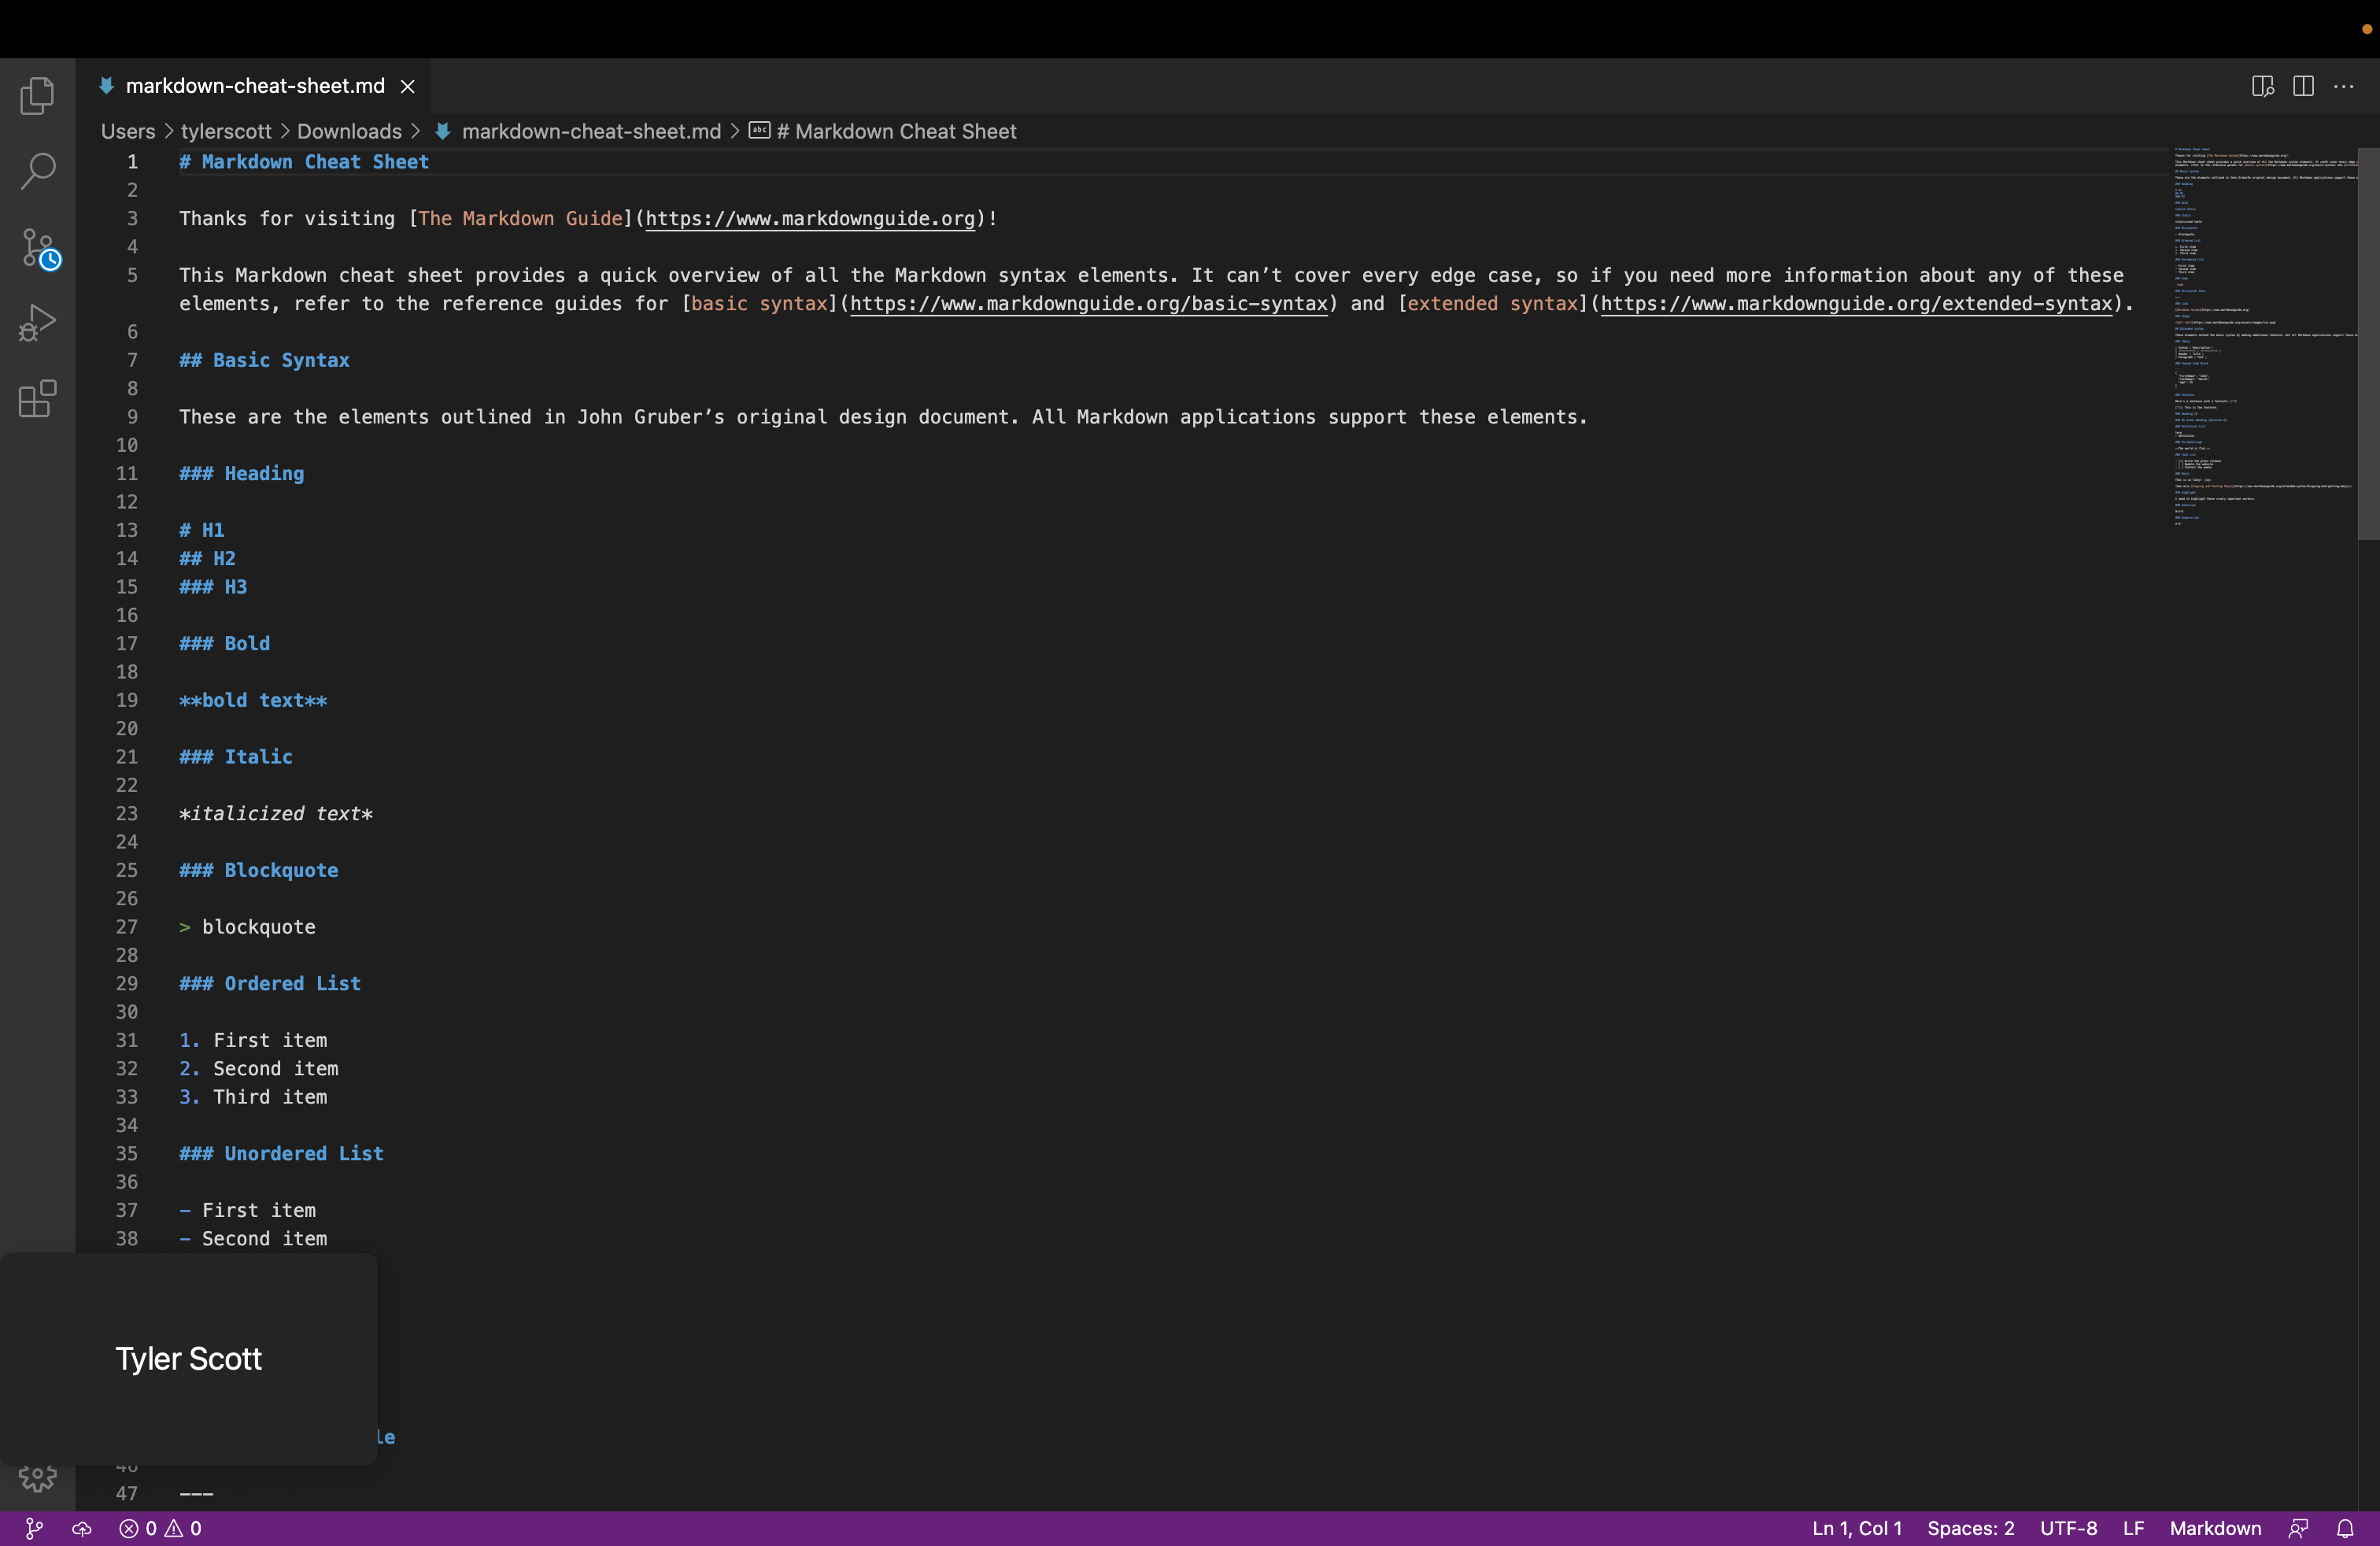 markdown-cheat-sheet.md
Users > tylerscott > Downloads > markdown-cheat-sheet.md > abc # Markdown Cheat Sheet
1 # Markdown Cheat Sheet
2
3 Thanks for visiting [The Markdown Guide](https://www.markdownguide.org)!
4
5 This Markdown cheat sheet provides a quick overview of all the Markdown syntax elements. It can’t cover every edge case, so if you need more information about any of these
elements, refer to the reference guides for [basic syntax](https://www.markdownguide.org/basic-syntax) and [extended syntax](https://www.markdownguide.org/extended-syntax).
6
7 ## Basic Syntax
8
9 These are the elements outlined in John Gruber’s original design document. All Markdown applications support these elements.
10
11 ### Heading
12
13 # H1
14 ## H2
15 ### H3
16
17 ### Bold
18
19 **bold text**
20
21 ### Italic
22
23 *italicized text*
24
25 ### Blockquote
26
27 > blockquote
28
29 ### Ordered List
30
31 1. First item
32 2. Second item
33 3. Third item
34
35 ### Unordered List
36
37 - First item
38 - Second item
Tyler Scott
le
46
47 ---
0 0
Ln 1, Col 1 Spaces: 2 UTF-8 LF Markdown